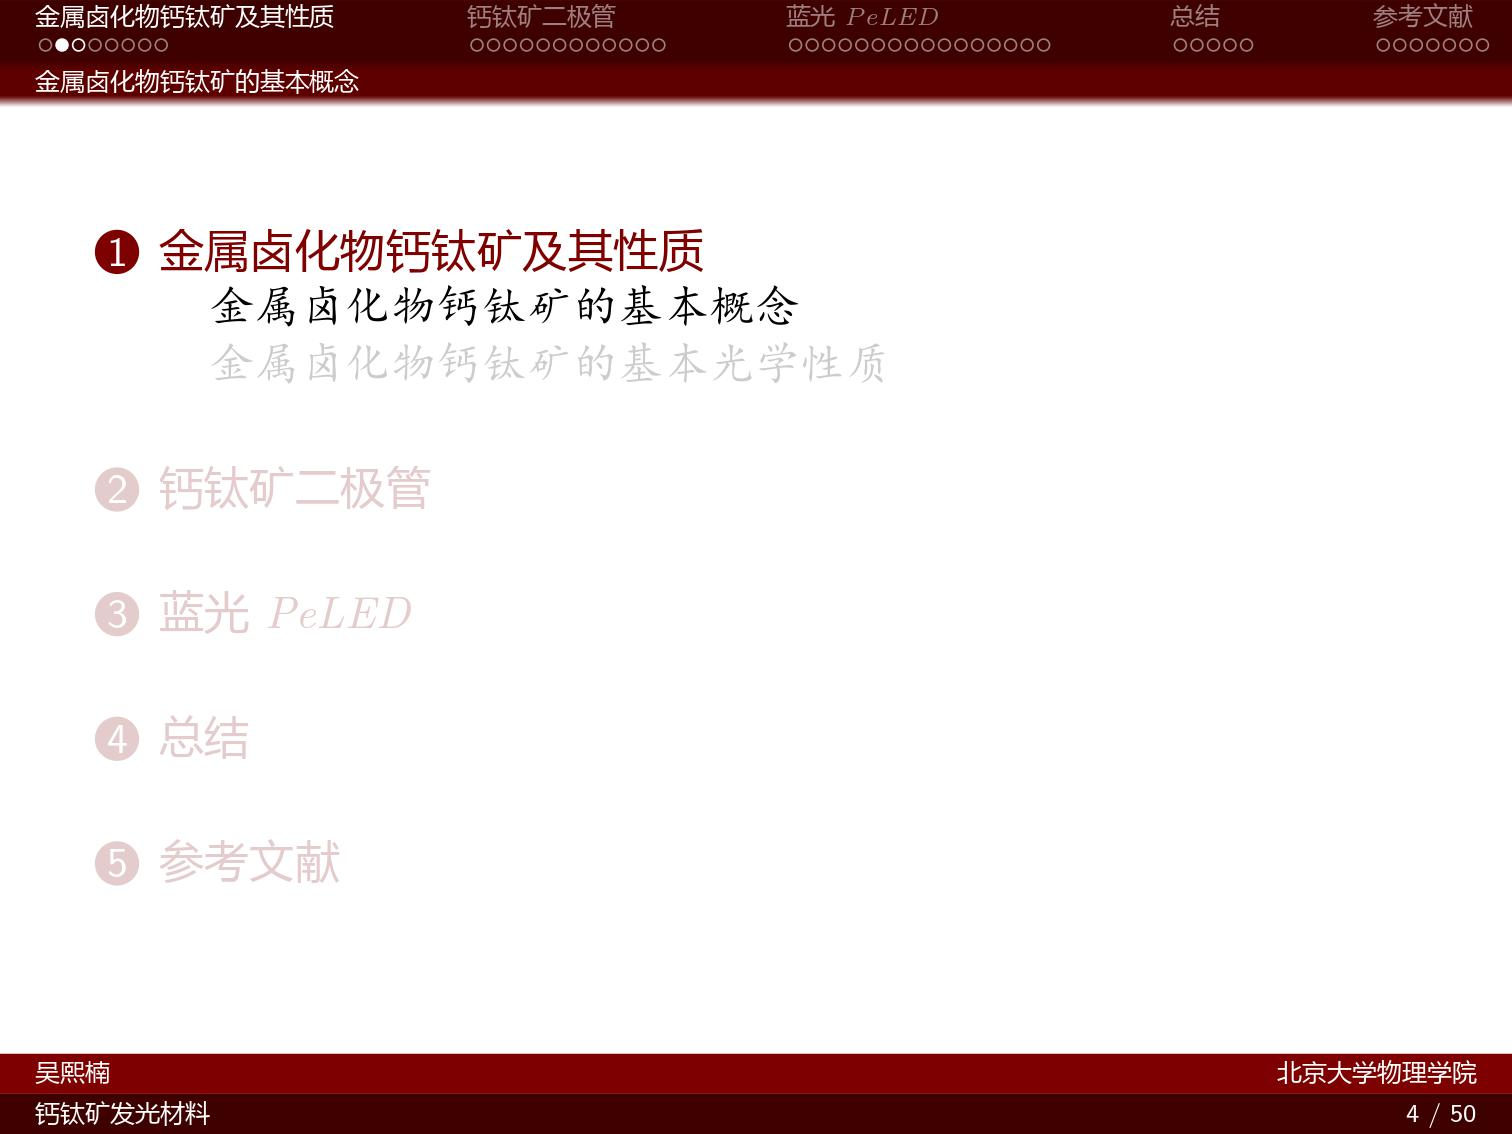 金属卤化物钙钛矿及其性质 钙钛矿二极管 蓝光 PeLED 总结 参考文献
金属卤化物钙钛矿的基本概念
1 金属卤化物钙钛矿及其性质
金属卤化物钙钛矿的基本概念
金属卤化物钙钛矿的基本光学性质
2 钙钛矿二极管
3 蓝光 PeLED
4 总结
5 参考文献
吴熙楠 北京大学物理学院
钙钛矿发光材料 4 / 50